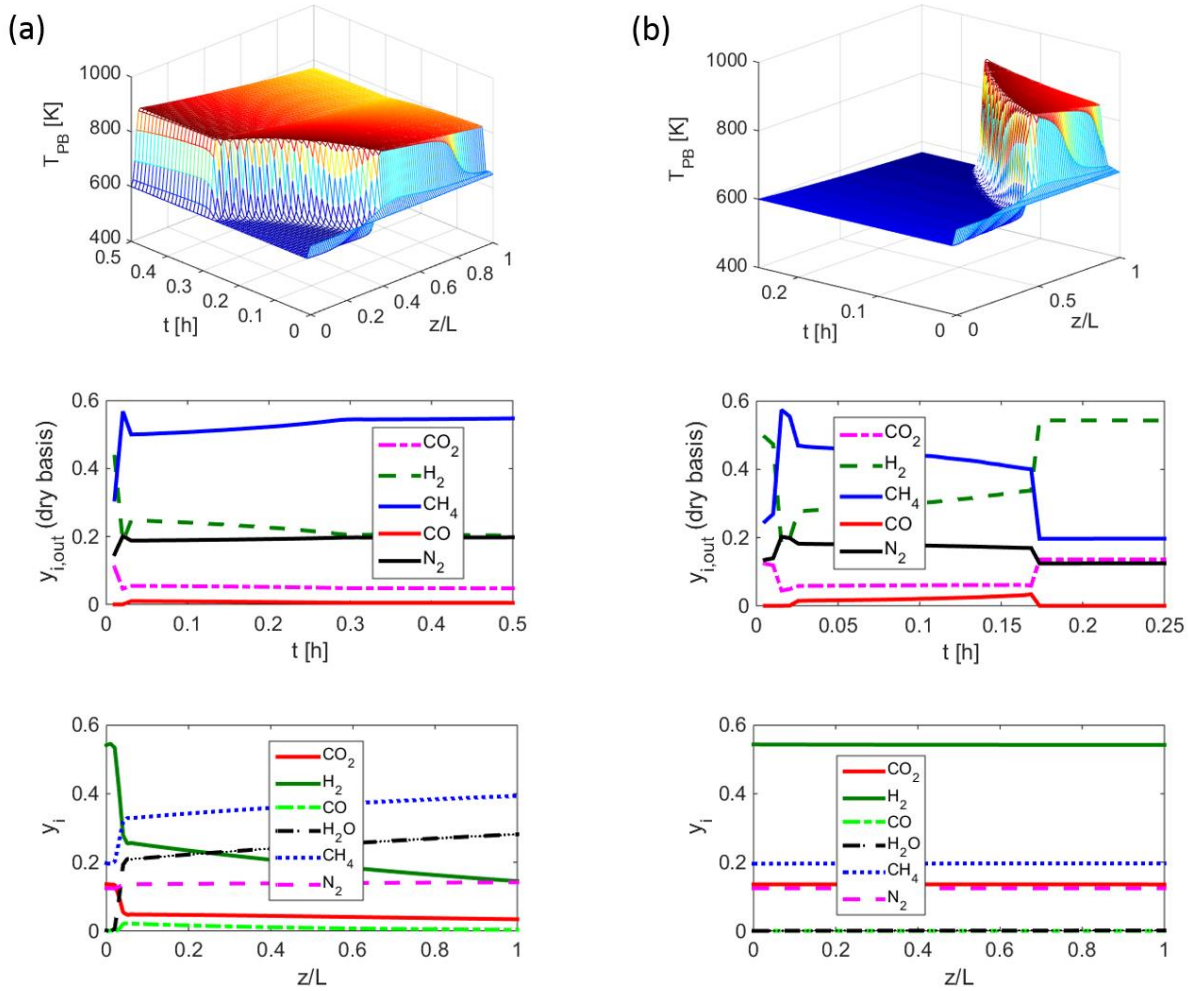 (a)
1000
800
600
400
T_PB [K]
0.5
0.4
0.3
0.2
0.1
0
t [h]
0
0.2
0.4
0.6
0.8
1
z/L
(b)
1000
800
600
400
T_PB [K]
0.2
0.1
0
t [h]
0
0.5
1
z/L
0.6
0.4
0.2
0
y_i,out (dry basis)
CO_2
H_2
CH_4
CO
N_2
0 0.1 0.2 0.3 0.4 0.5
t [h]
0.6
0.4
0.2
0
y_i,out (dry basis)
CO_2
H_2
CH_4
CO
N_2
0 0.05 0.1 0.15 0.2 0.25
t [h]
0.6
0.4
0.2
0
y_i
CO_2
H_2
CO
H_2O
CH_4
N_2
0 0.2 0.4 0.6 0.8 1
z/L
0.6
0.4
0.2
0
y_i
CO_2
H_2
CO
H_2O
CH_4
N_2
0 0.2 0.4 0.6 0.8 1
z/L